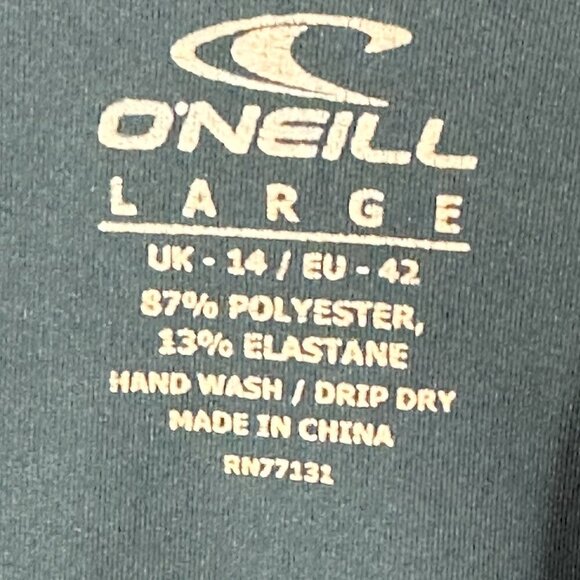 O'NEILL
LARGE
UK - 14 / EU - 42
87% POLYESTER,
13% ELASTANE
HAND WASH / DRIP DRY
MADE IN CHINA
RN77131